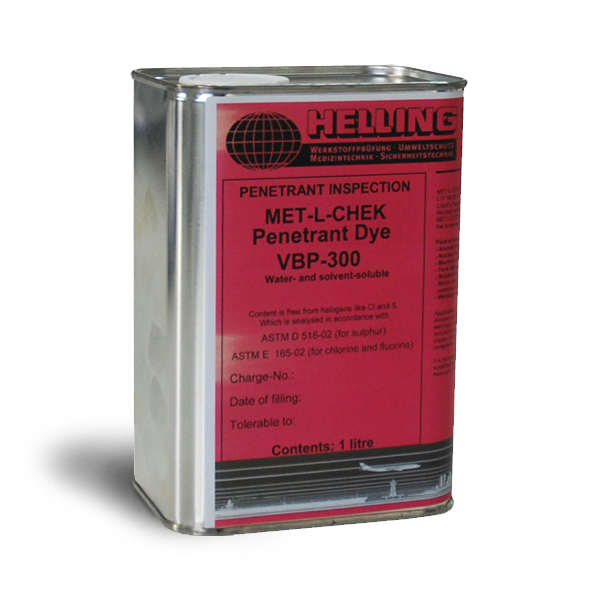 HELLING
WERKSTOFFPRÜFUNG · UMWELTSCHUTZ
MEDIZINTECHNIK · SICHERHEITSTECHNIK
PENETRANT INSPECTION
MET-L-CHEK
Penetrant Dye
VBP-300
Water- and solvent-soluble
Content is free from halogens like Cl and S.
Which is analysed in accordance with
ASTM D 516-02 (for sulphur)
ASTM E 165-02 (for chlorine and fluorine)
Charge-No.:
Date of filling:
Tolerable to:
Contents: 1 litre